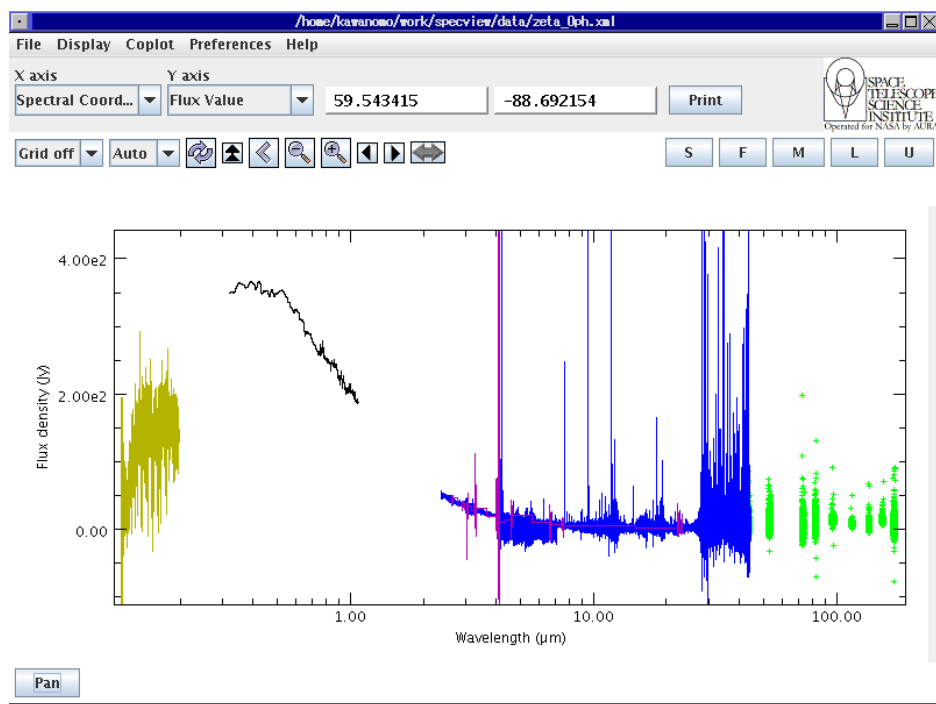 /home/kawanomo/work/specview/data/zeta_Oph.xml
File Display Coplot Preferences Help
X axis Y axis
Spectral Coord... Flux Value 59.543415 -88.692154 Print
SPACE
TELESCOPE
SCIENCE
INSTITUTE
Operated for NASA by AURA
Grid off Auto S F M L U
4.00e2
2.00e2
0.00
Flux density (Jy)
1.00 10.00 100.00
Wavelength (µm)
Pan